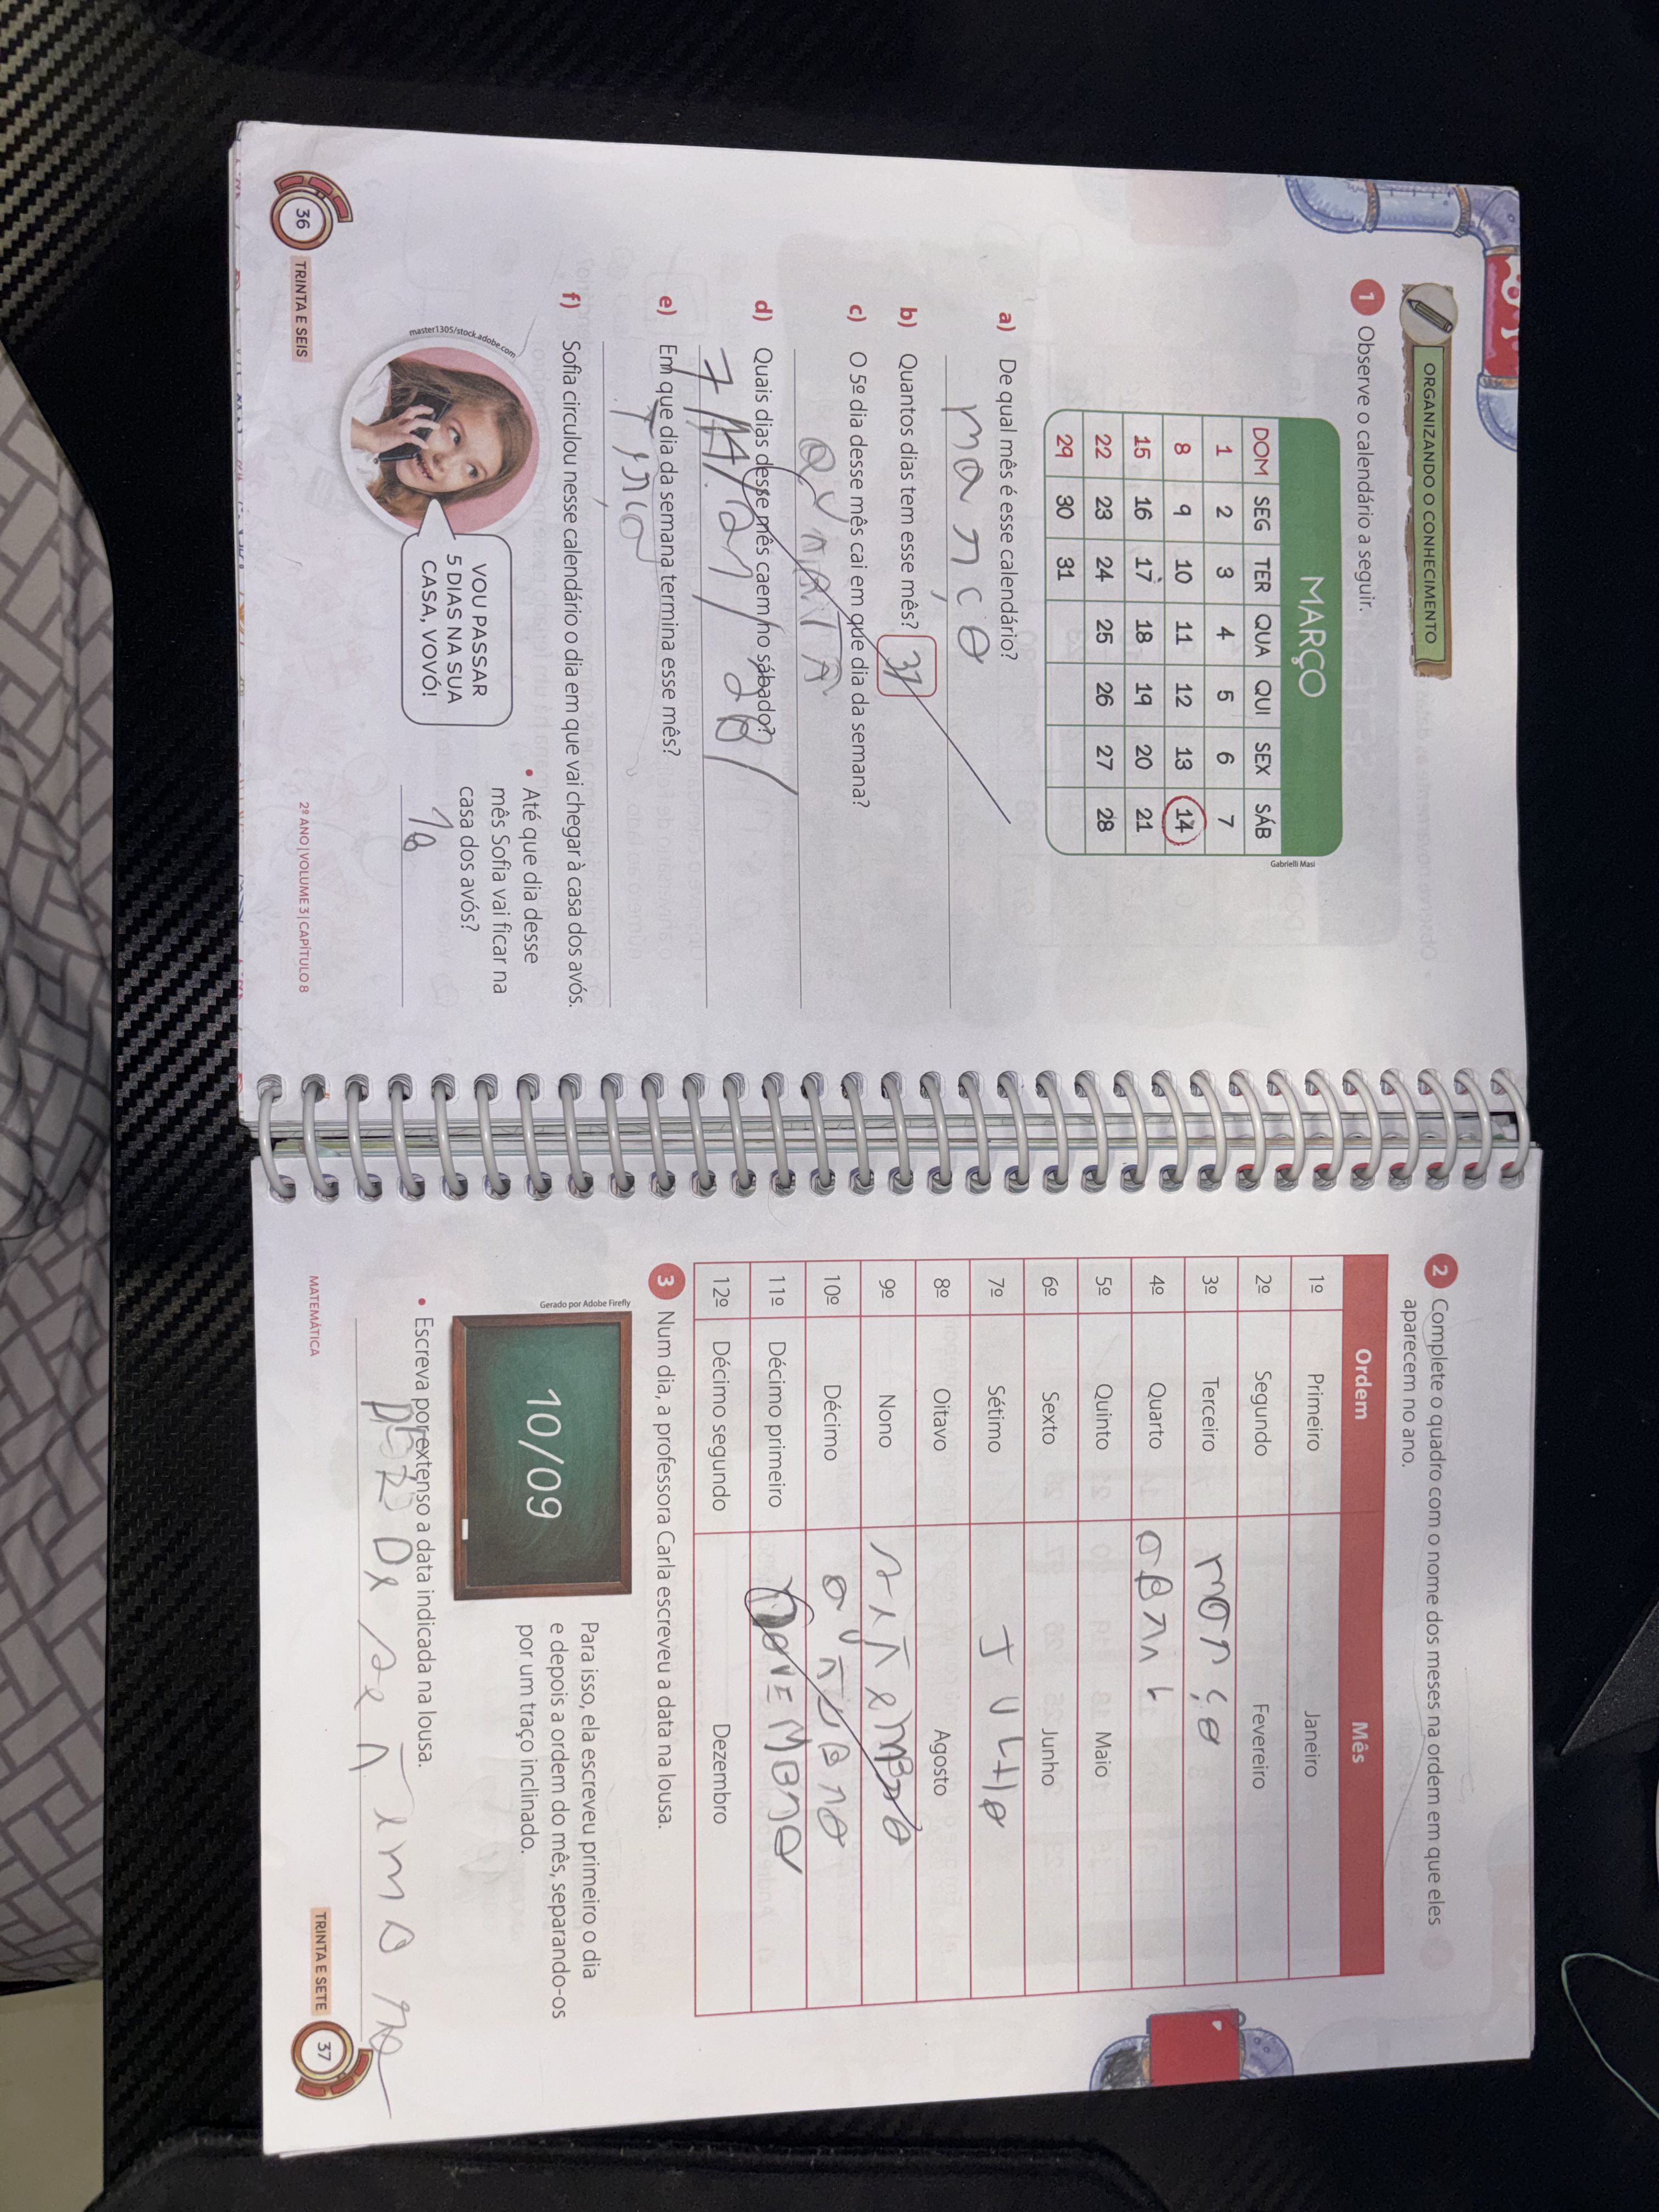 ORGANIZANDO O CONHECIMENTO
1 Observe o calendário a seguir.
MARÇO
DOM SEG TER QUA QUI SEX SÁB
1 2 3 4 5 6 7
8 9 10 11 12 13 14
15 16 17 18 19 20 21
22 23 24 25 26 27 28
29 30 31
Gabrielli Masi
a) De qual mês é esse calendário?
março
b) Quantos dias tem esse mês? 31
c) O 5º dia desse mês cai em que dia da semana?
d) Quais dias desse mês caem no sábado?
7/14/21/28/
e) Em que dia da semana termina esse mês?
f) Sofia circulou nesse calendário o dia em que vai chegar à casa dos avós.
master1305/stock.adobe.com
VOU PASSAR
5 DIAS NA SUA
CASA, VOVÓ!
• Até que dia desse
mês Sofia vai ficar na
casa dos avós?
18
36 TRINTA E SEIS
2º ANO | VOLUME 3 | CAPÍTULO 8
2 Complete o quadro com o nome dos meses na ordem em que eles
aparecem no ano.
Ordem Mês
1º Primeiro Janeiro
2º Segundo Fevereiro
3º Terceiro março
4º Quarto
5º Quinto Maio
6º Sexto Junho
7º Sétimo JULHO
8º Oitavo Agosto
9º Nono setembro
10º Décimo
11º Décimo primeiro
12º Décimo segundo Dezembro
3 Num dia, a professora Carla escreveu a data na lousa.
Gerado por Adobe Firefly
10/09
Para isso, ela escreveu primeiro o dia
e depois a ordem do mês, separando-os
por um traço inclinado.
• Escreva por extenso a data indicada na lousa.
MATEMÁTICA
TRINTA E SETE 37